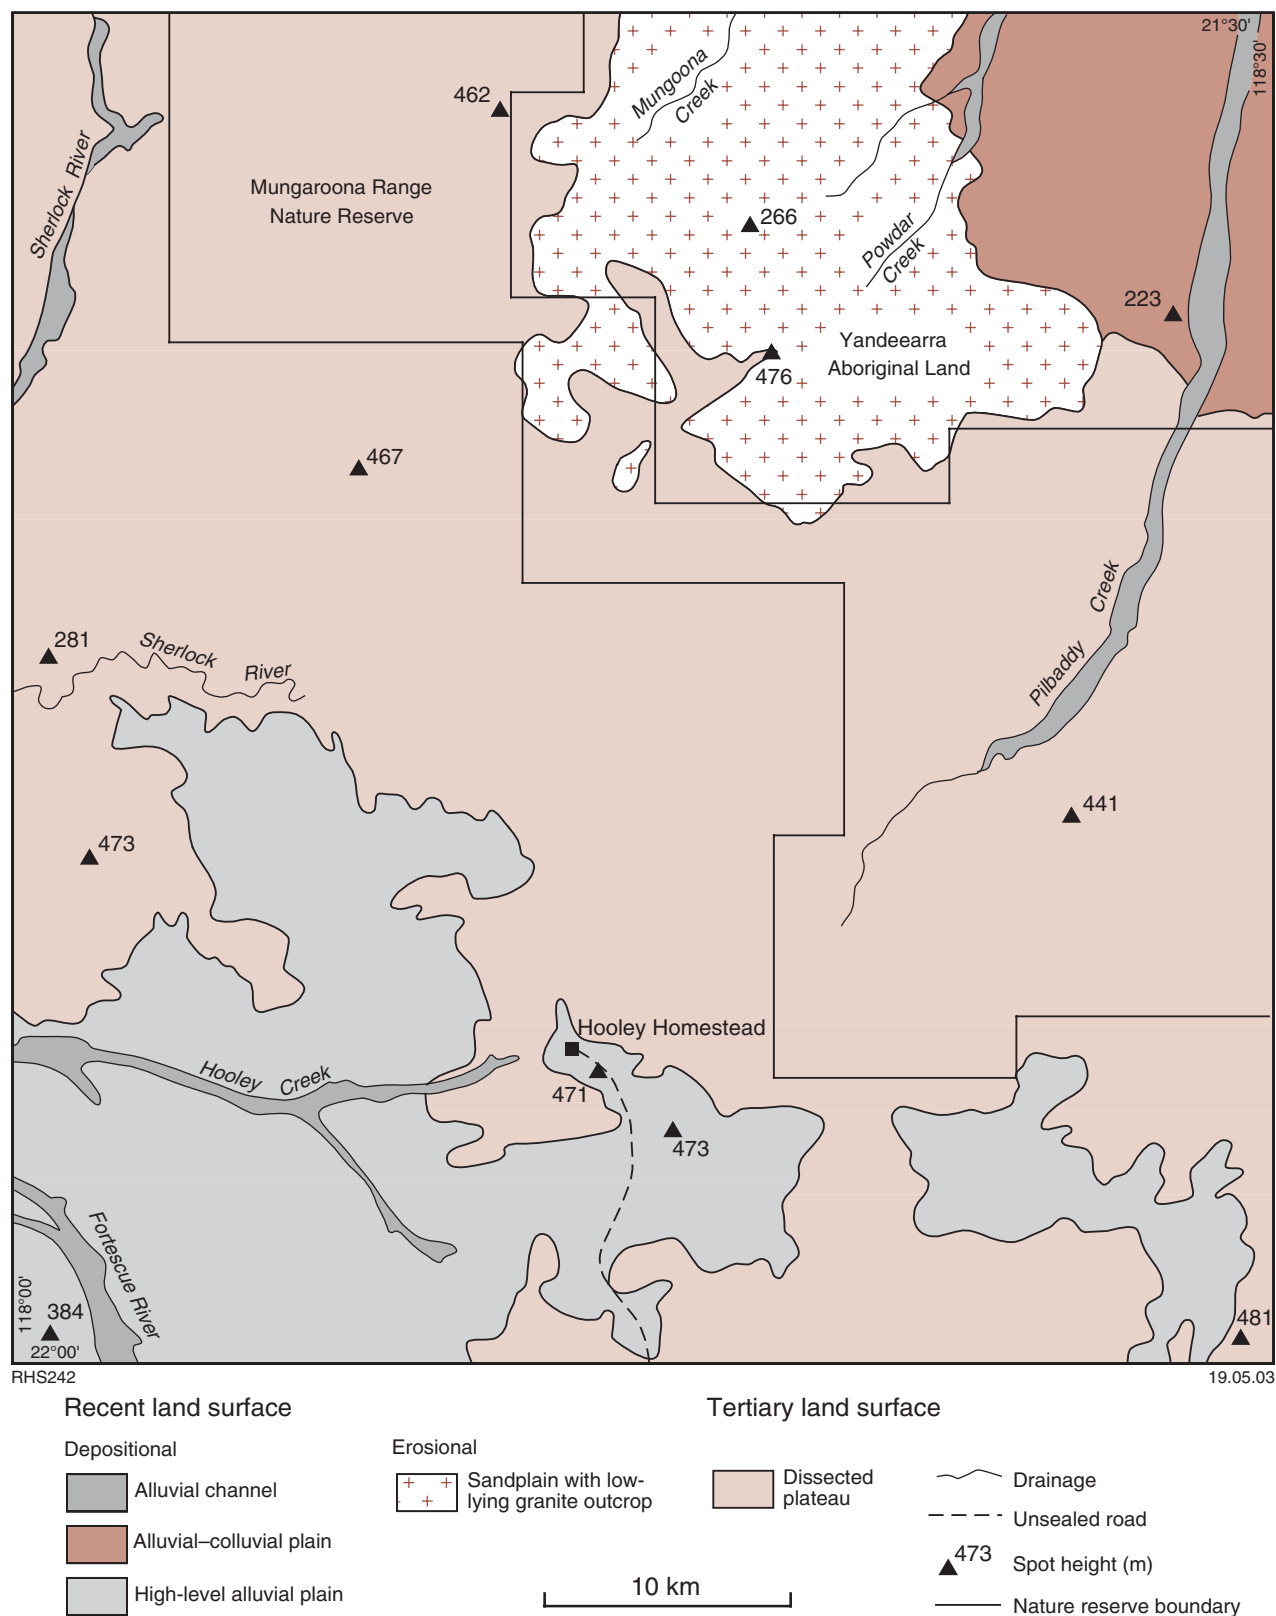 21°30'
118°30'
462
Mungoona
Creek
Sherlock River
Mungaroona Range
Nature Reserve
266
Powdar
Creek
223
Yandeearra
Aboriginal Land
476
467
Creek
Pilbaddy
281
Sherlock
River
441
473
Hooley Homestead
Hooley Creek
471
473
Fortescue River
118°00'
384
22°00'
481
RHS242
19.05.03
Recent land surface
Tertiary land surface
Depositional
Erosional
Alluvial channel
Sandplain with low-
lying granite outcrop
Dissected
plateau
Drainage
Alluvial–colluvial plain
Unsealed road
473
Spot height (m)
High-level alluvial plain
10 km
Nature reserve boundary